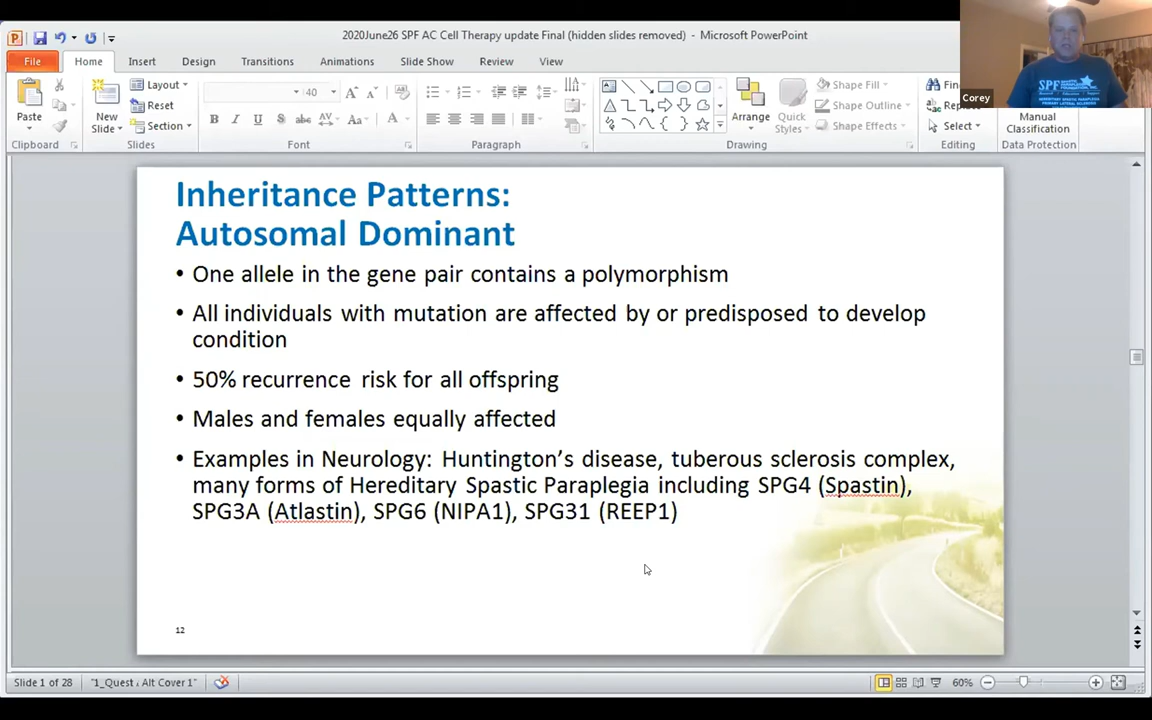 2020June26 SPF AC Cell Therapy update Final (hidden slides removed) - Microsoft PowerPoint
File Home Insert Design Transitions Animations Slide Show Review View
Paste
Clipboard
New
Slide
Layout
Reset
Section
Slides
40
B I U S abc AV Aa A
Font
Paragraph
Arrange
Quick
Styles
Shape Fill
Shape Outline
Shape Effects
Drawing
Select
Editing
Manual
Classification
Data Protection
Corey
SPF
Inheritance Patterns:
Autosomal Dominant
• One allele in the gene pair contains a polymorphism
• All individuals with mutation are affected by or predisposed to develop
condition
• 50% recurrence risk for all offspring
• Males and females equally affected
• Examples in Neurology: Huntington’s disease, tuberous sclerosis complex,
many forms of Hereditary Spastic Paraplegia including SPG4 (Spastin),
SPG3A (Atlastin), SPG6 (NIPA1), SPG31 (REEP1)
12
Slide 1 of 28
"1_Quest Alt Cover 1"
60%